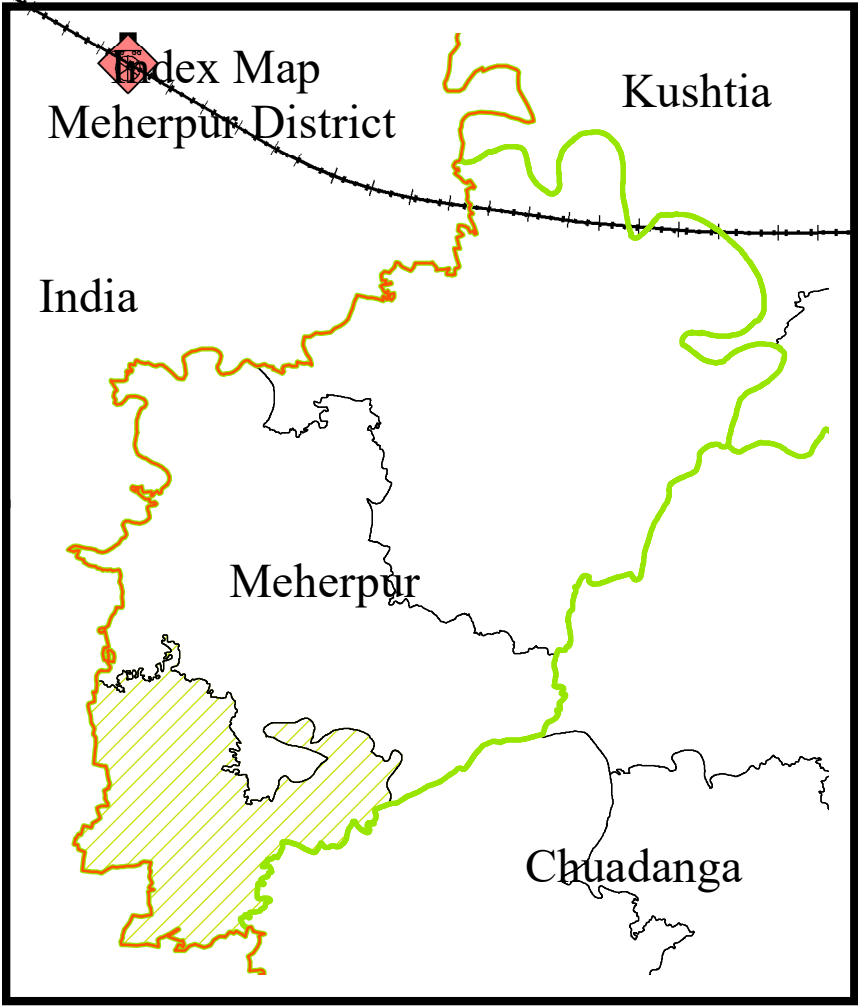 Index Map
Meherpur District
Kushtia
India
Meherpur
Chuadanga